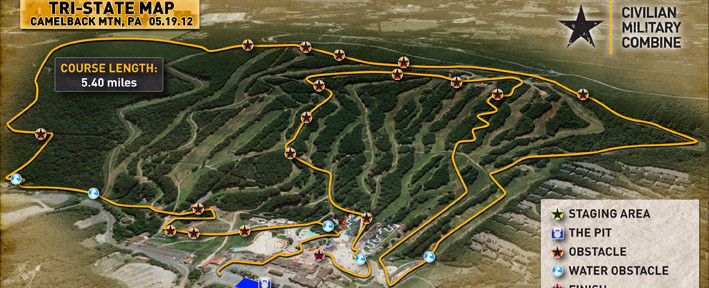 TRI-STATE MAP
CAMELBACK MTN, PA 05.19.12
COURSE LENGTH:
5.40 miles
CIVILIAN
MILITARY
COMBINE
STAGING AREA
THE PIT
OBSTACLE
WATER OBSTACLE
FINISH